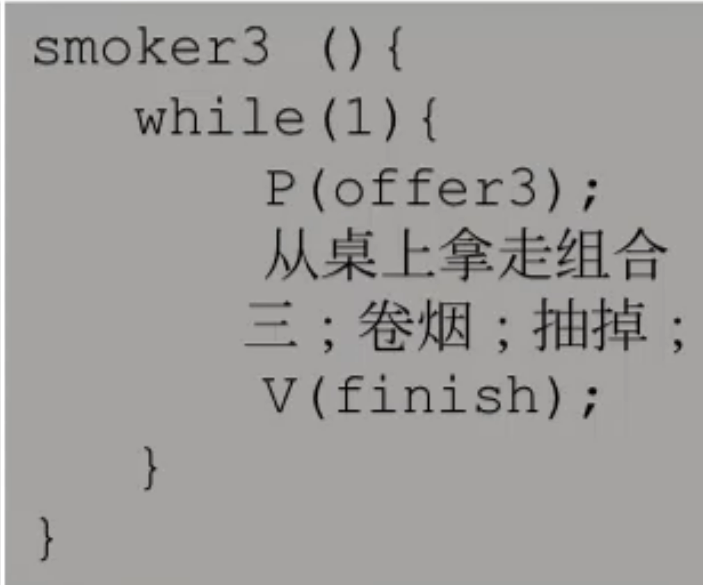 smoker3 (){
while(1){
P(offer3);
从桌上拿走组合
三；卷烟；抽掉；
V(finish);
}
}